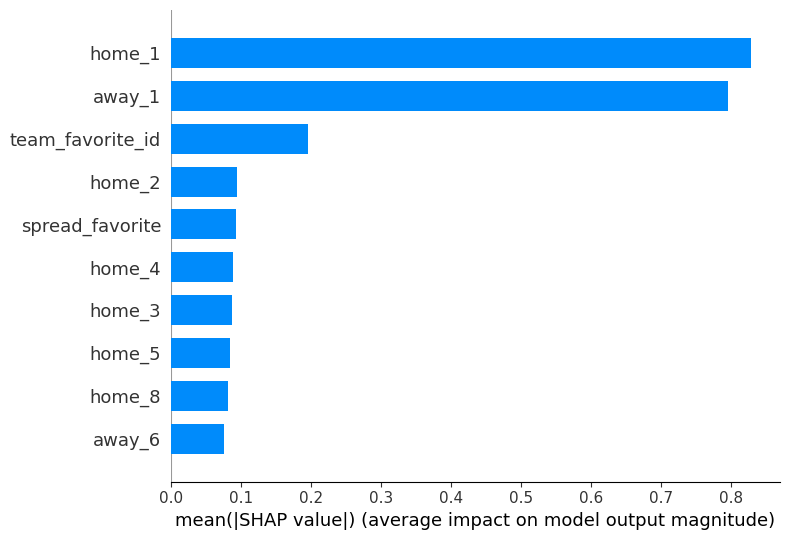 home_1
away_1
team_favorite_id
home_2
spread_favorite
home_4
home_3
home_5
home_8
away_6
0.0 0.1 0.2 0.3 0.4 0.5 0.6 0.7 0.8
mean(|SHAP value|) (average impact on model output magnitude)